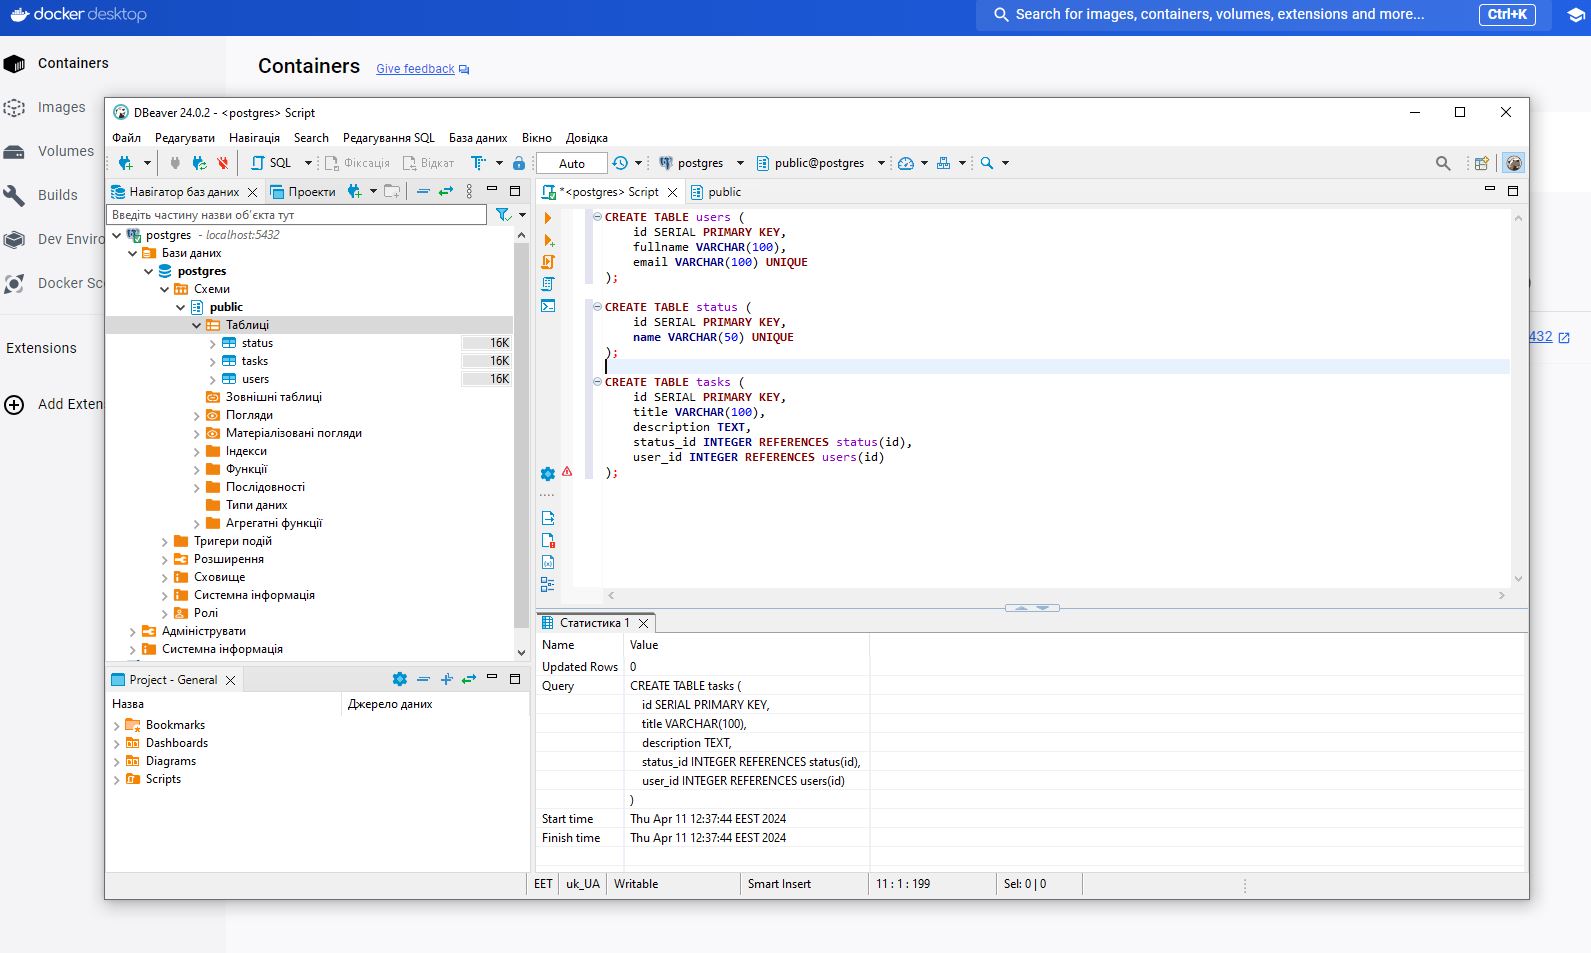 docker desktop
Search for images, containers, volumes, extensions and more...
Ctrl+K
Containers
Images
Volumes
Builds
Dev Enviro
Docker Sc
Extensions
Add Exten
Containers
Give feedback
432
DBeaver 24.0.2 - <postgres> Script
Файл Редагувати Навігація Search Редагування SQL База даних Вікно Довідка
SQL Фіксація Відкат Auto postgres public@postgres
Навігатор баз даних Проекти
Введіть частину назви об'єкта тут
postgres - localhost:5432
Бази даних
postgres
Схеми
public
Таблиці
status 16K
tasks 16K
users 16K
Зовнішні таблиці
Погляди
Матеріалізовані погляди
Індекси
Функції
Послідовності
Типи даних
Агрегатні функції
Тригери подій
Розширення
Сховище
Системна інформація
Ролі
Адмініструвати
Системна інформація
Project - General
Назва Джерело даних
Bookmarks
Dashboards
Diagrams
Scripts
*<postgres> Script public
CREATE TABLE users (
id SERIAL PRIMARY KEY,
fullname VARCHAR(100),
email VARCHAR(100) UNIQUE
);
CREATE TABLE status (
id SERIAL PRIMARY KEY,
name VARCHAR(50) UNIQUE
);
CREATE TABLE tasks (
id SERIAL PRIMARY KEY,
title VARCHAR(100),
description TEXT,
status_id INTEGER REFERENCES status(id),
user_id INTEGER REFERENCES users(id)
);
Статистика 1
Name Value
Updated Rows 0
Query CREATE TABLE tasks (
id SERIAL PRIMARY KEY,
title VARCHAR(100),
description TEXT,
status_id INTEGER REFERENCES status(id),
user_id INTEGER REFERENCES users(id)
)
Start time Thu Apr 11 12:37:44 EEST 2024
Finish time Thu Apr 11 12:37:44 EEST 2024
EET uk_UA Writable Smart Insert 11 : 1 : 199 Sel: 0 | 0